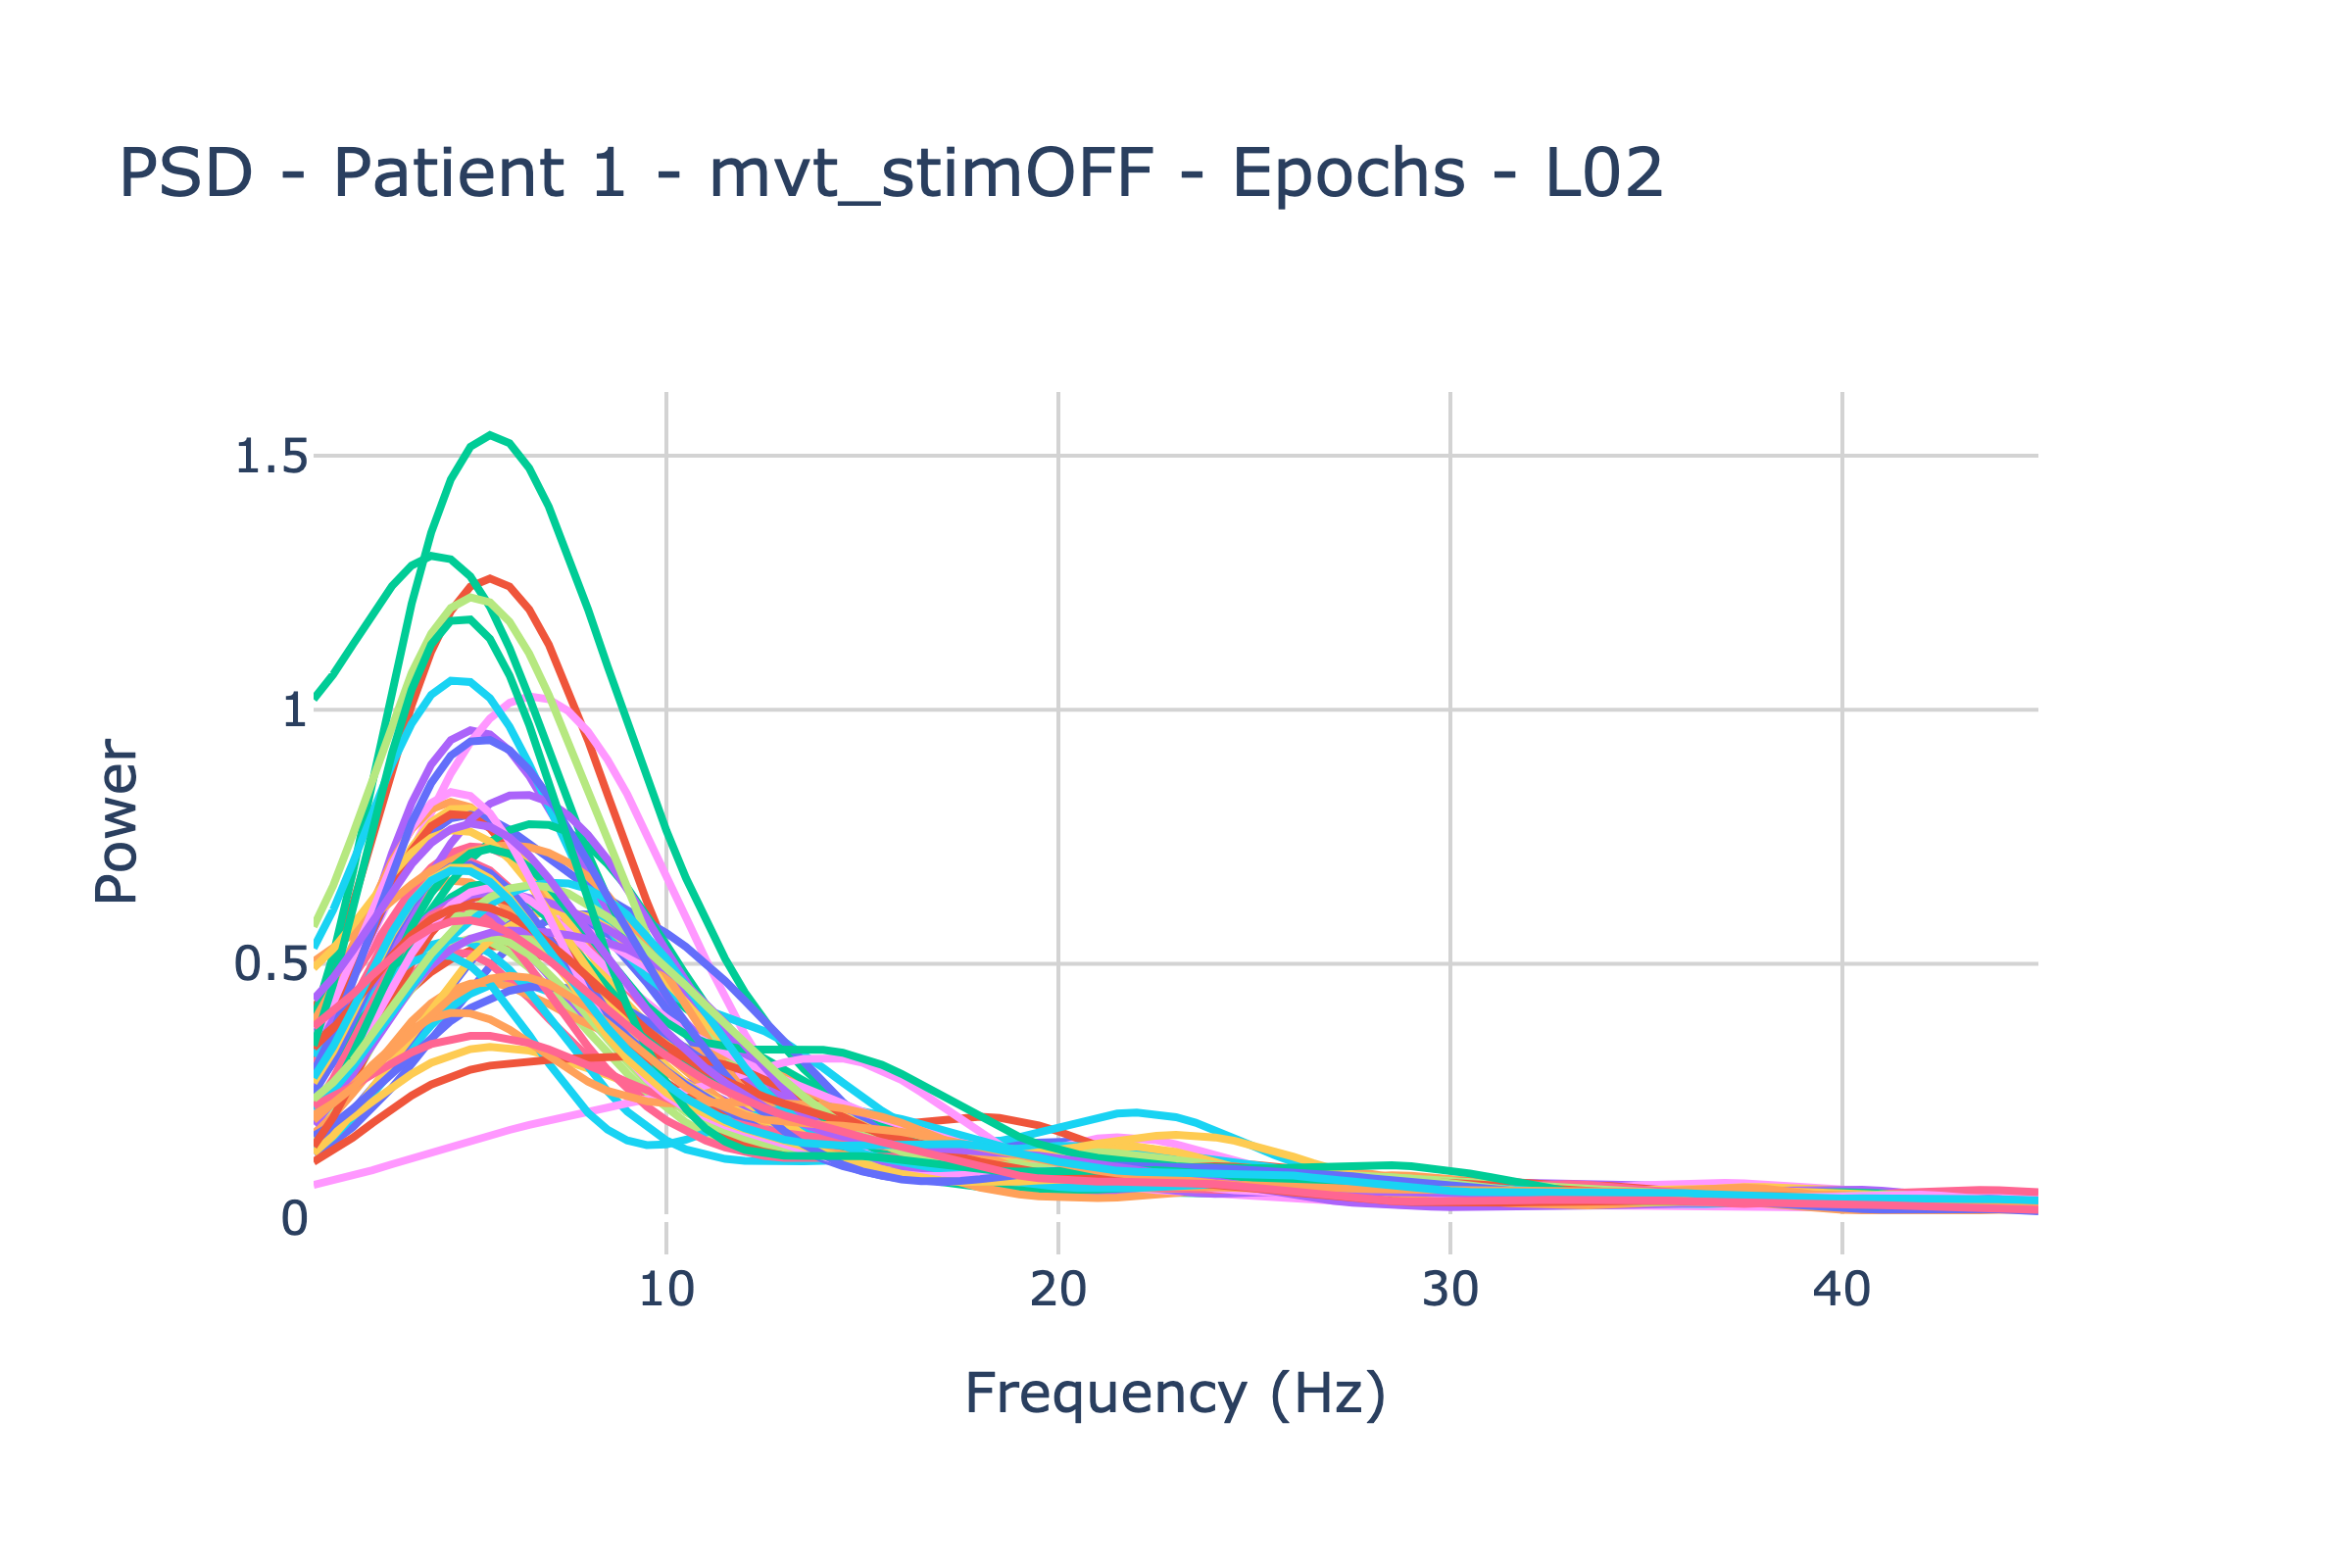 PSD - Patient 1 - mvt_stimOFF - Epochs - L02
1.5
1
0.5
0
Power
10 20 30 40
Frequency (Hz)